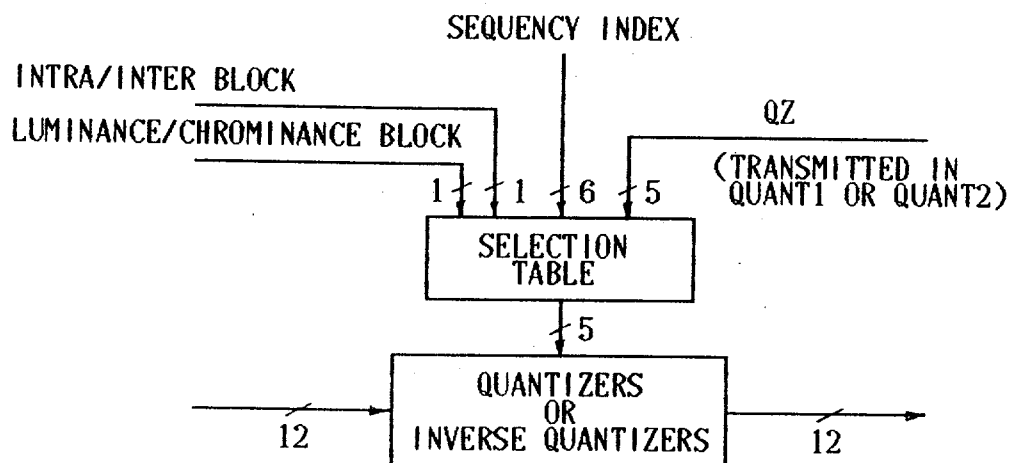 SEQUENCY INDEX
INTRA/INTER BLOCK
LUMINANCE/CHROMINANCE BLOCK
QZ
(TRANSMITTED IN
QUANT1 OR QUANT2)
1 1 6 5
SELECTION
TABLE
5
QUANTIZERS
OR
INVERSE QUANTIZERS
12
12